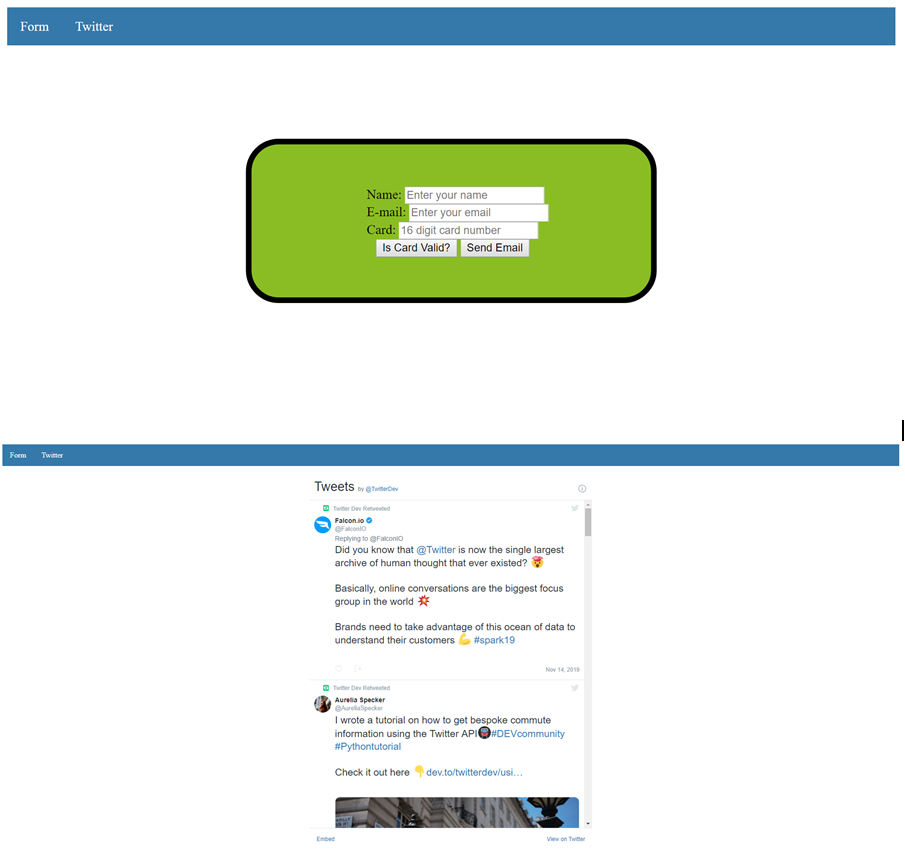 Form Twitter
Name: Enter your name
E-mail: Enter your email
Card: 16 digit card number
Is Card Valid? Send Email
Form Twitter
Tweets by @TwitterDev
Twitter Dev Retweeted
Falcon.io
@FalconIO
Replying to @FalconIO
Did you know that @Twitter is now the single largest
archive of human thought that ever existed? 🤯
Basically, online conversations are the biggest focus
group in the world 💥
Brands need to take advantage of this ocean of data to
understand their customers 💪 #spark19
Nov 14, 2019
Twitter Dev Retweeted
Aurelia Specker
@AureliaSpecker
I wrote a tutorial on how to get bespoke commute
information using the Twitter API🚇#DEVcommunity
#Pythontutorial
Check it out here 👇dev.to/twitterdev/usi…
Embed View on Twitter